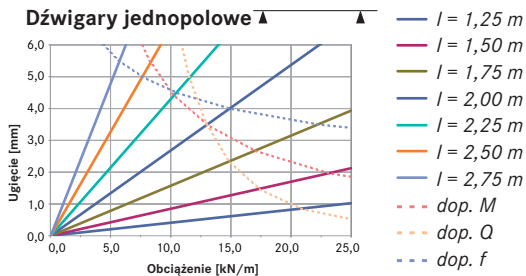 Dźwigary jednopolowe
6,0
5,0
4,0
3,0
2,0
1,0
0,0
5,0
10,0
15,0
20,0
25,0
Ugięcie [mm]
Obciążenie [kN/m]
l = 1,25 m
l = 1,50 m
l = 1,75 m
l = 2,00 m
l = 2,25 m
l = 2,50 m
l = 2,75 m
dop. M
dop. Q
dop. f